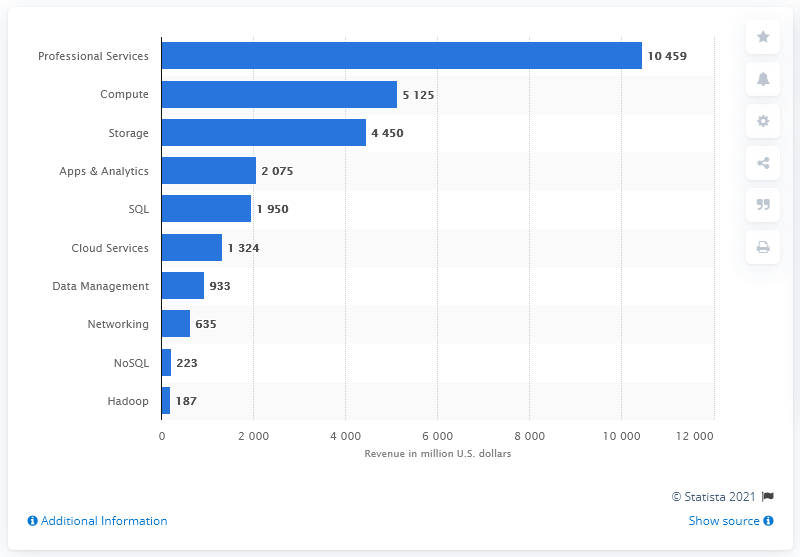 Professional Services 10 459
Compute 5 125
Storage 4 450
Apps & Analytics 2 075
SQL 1 950
Cloud Services 1 324
Data Management 933
Networking 635
NoSQL 223
Hadoop 187
0 2 000 4 000 6 000 8 000 10 000 12 000
Revenue in million U.S. dollars
© Statista 2021
Additional Information Show source